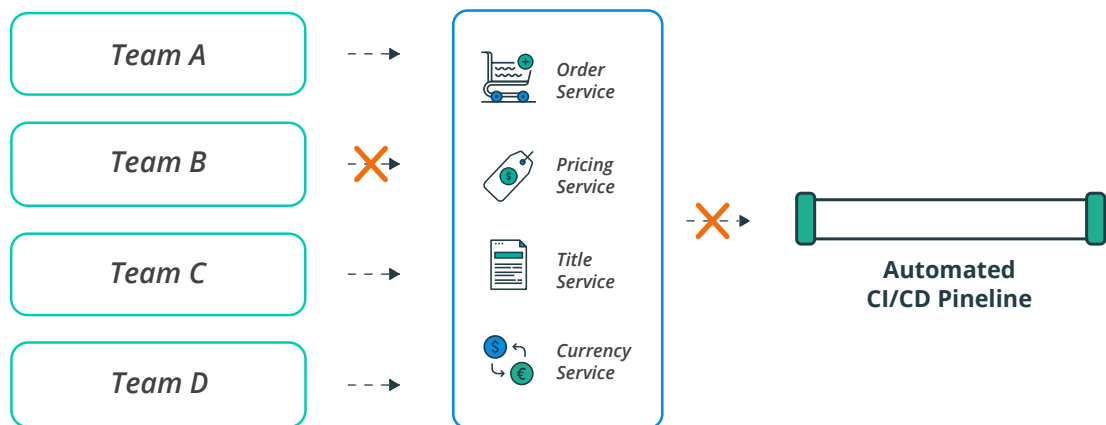 Team A
Team B
Team C
Team D
Order
Service
$
Pricing
Service
Title
Service
$
€
Currency
Service
Automated
CI/CD Pineline